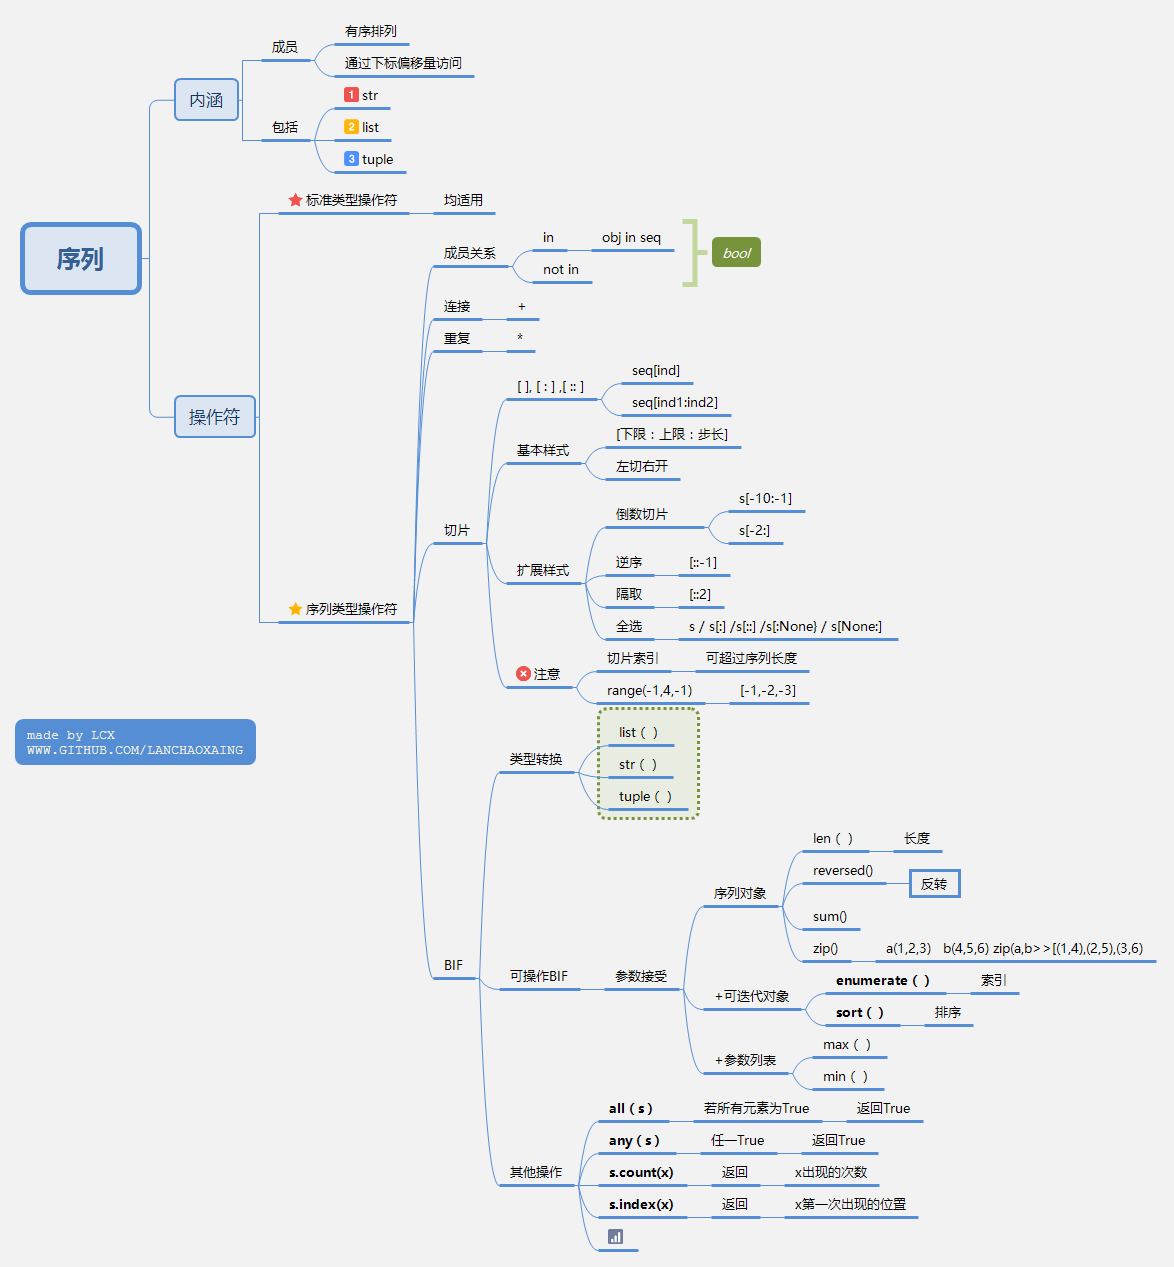 序列
内涵
成员
有序排列
通过下标偏移量访问
包括
1 str
2 list
3 tuple
操作符
标准类型操作符
均适用
序列类型操作符
成员关系
in
obj in seq
not in
bool
连接
+
重复
*
切片
[ ], [ : ] ,[ :: ]
seq[ind]
seq[ind1:ind2]
基本样式
[下限：上限：步长]
左切右开
扩展样式
倒数切片
s[-10:-1]
s[-2:]
逆序
[::-1]
隔取
[::2]
全选
s / s[:] /s[::] /s[:None} / s[None:]
注意
切片索引
可超过序列长度
range(-1,4,-1)
[-1,-2,-3]
BIF
类型转换
list（ ）
str（ ）
tuple（ ）
可操作BIF
参数接受
序列对象
len（ ）
长度
reversed()
反转
sum()
zip()
a(1,2,3) b(4,5,6) zip(a,b>>[(1,4),(2,5),(3,6)
+可迭代对象
enumerate（ ）
索引
sort（ ）
排序
+参数列表
max（ ）
min（ ）
其他操作
all（s）
若所有元素为True
返回True
any（s）
任一True
返回True
s.count(x)
返回
x出现的次数
s.index(x)
返回
x第一次出现的位置
made by LCX
WWW.GITHUB.COM/LANCHAOXAING